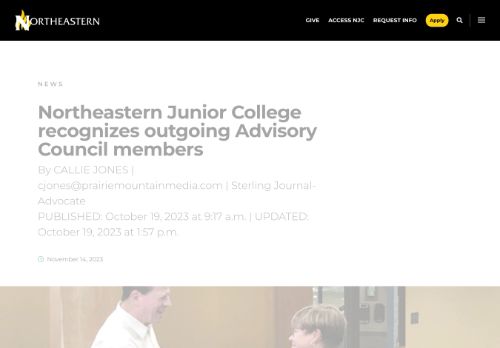 NORTHEASTERN
GIVE ACCESS NJC REQUEST INFO Apply
NEWS
Northeastern Junior College
recognizes outgoing Advisory
Council members
By CALLIE JONES |
cjones@prairiemountainmedia.com | Sterling Journal-
Advocate
PUBLISHED: October 19, 2023 at 9:17 a.m. | UPDATED:
October 19, 2023 at 1:57 p.m.
November 14, 2023